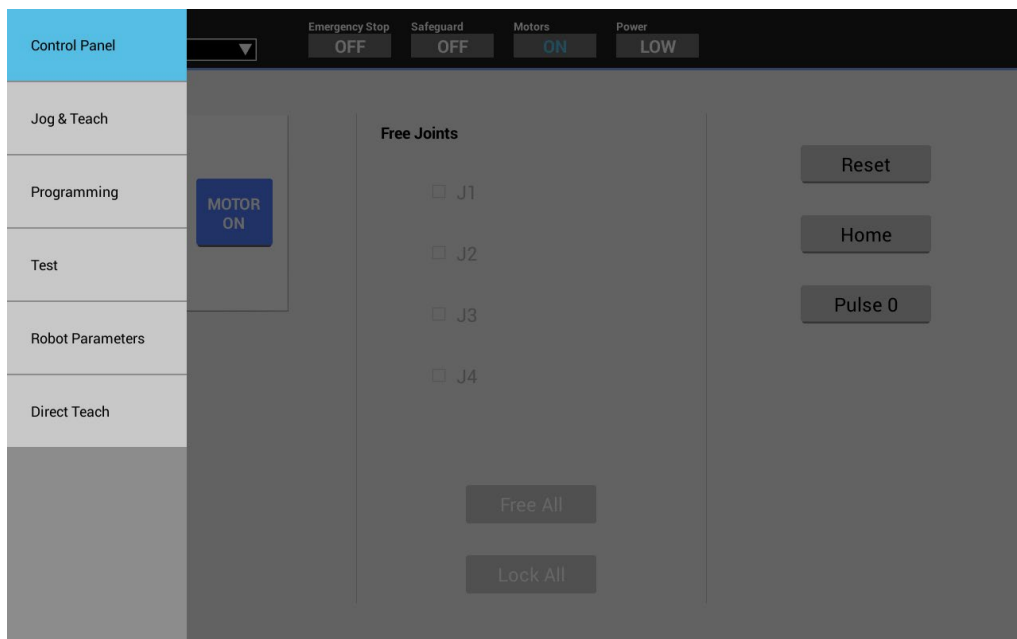 Control Panel
Jog & Teach
Programming
Test
Robot Parameters
Direct Teach
Emergency Stop
OFF
Safeguard
OFF
Motors
ON
Power
LOW
MOTOR
ON
Free Joints
J1
J2
J3
J4
Free All
Lock All
Reset
Home
Pulse 0